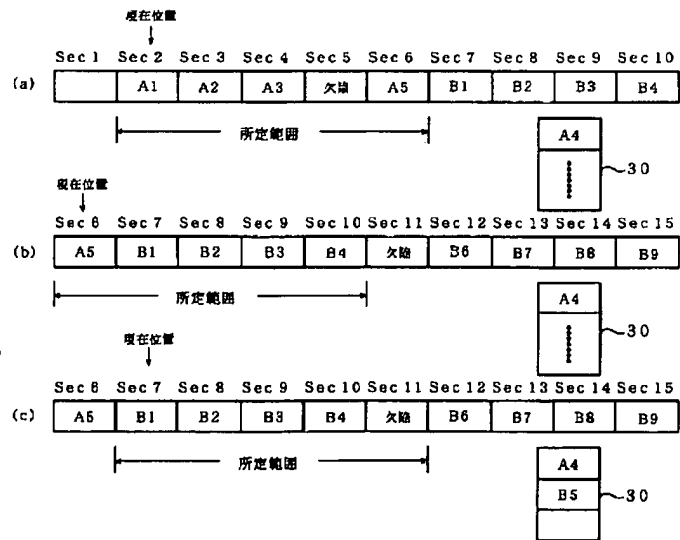 現在位置
Sec 1 Sec 2 Sec 3 Sec 4 Sec 5 Sec 6 Sec 7 Sec 8 Sec 9 Sec 10
(a) A1 A2 A3 欠陥 A5 B1 B2 B3 B4
所定範囲
A4
30
現在位置
Sec 6 Sec 7 Sec 8 Sec 9 Sec 10 Sec 11 Sec 12 Sec 13 Sec 14 Sec 15
(b) A5 B1 B2 B3 B4 欠陥 B6 B7 B8 B9
所定範囲
A4
30
現在位置
Sec 6 Sec 7 Sec 8 Sec 9 Sec 10 Sec 11 Sec 12 Sec 13 Sec 14 Sec 15
(c) A5 B1 B2 B3 B4 欠陥 B6 B7 B8 B9
所定範囲
A4
B5
30